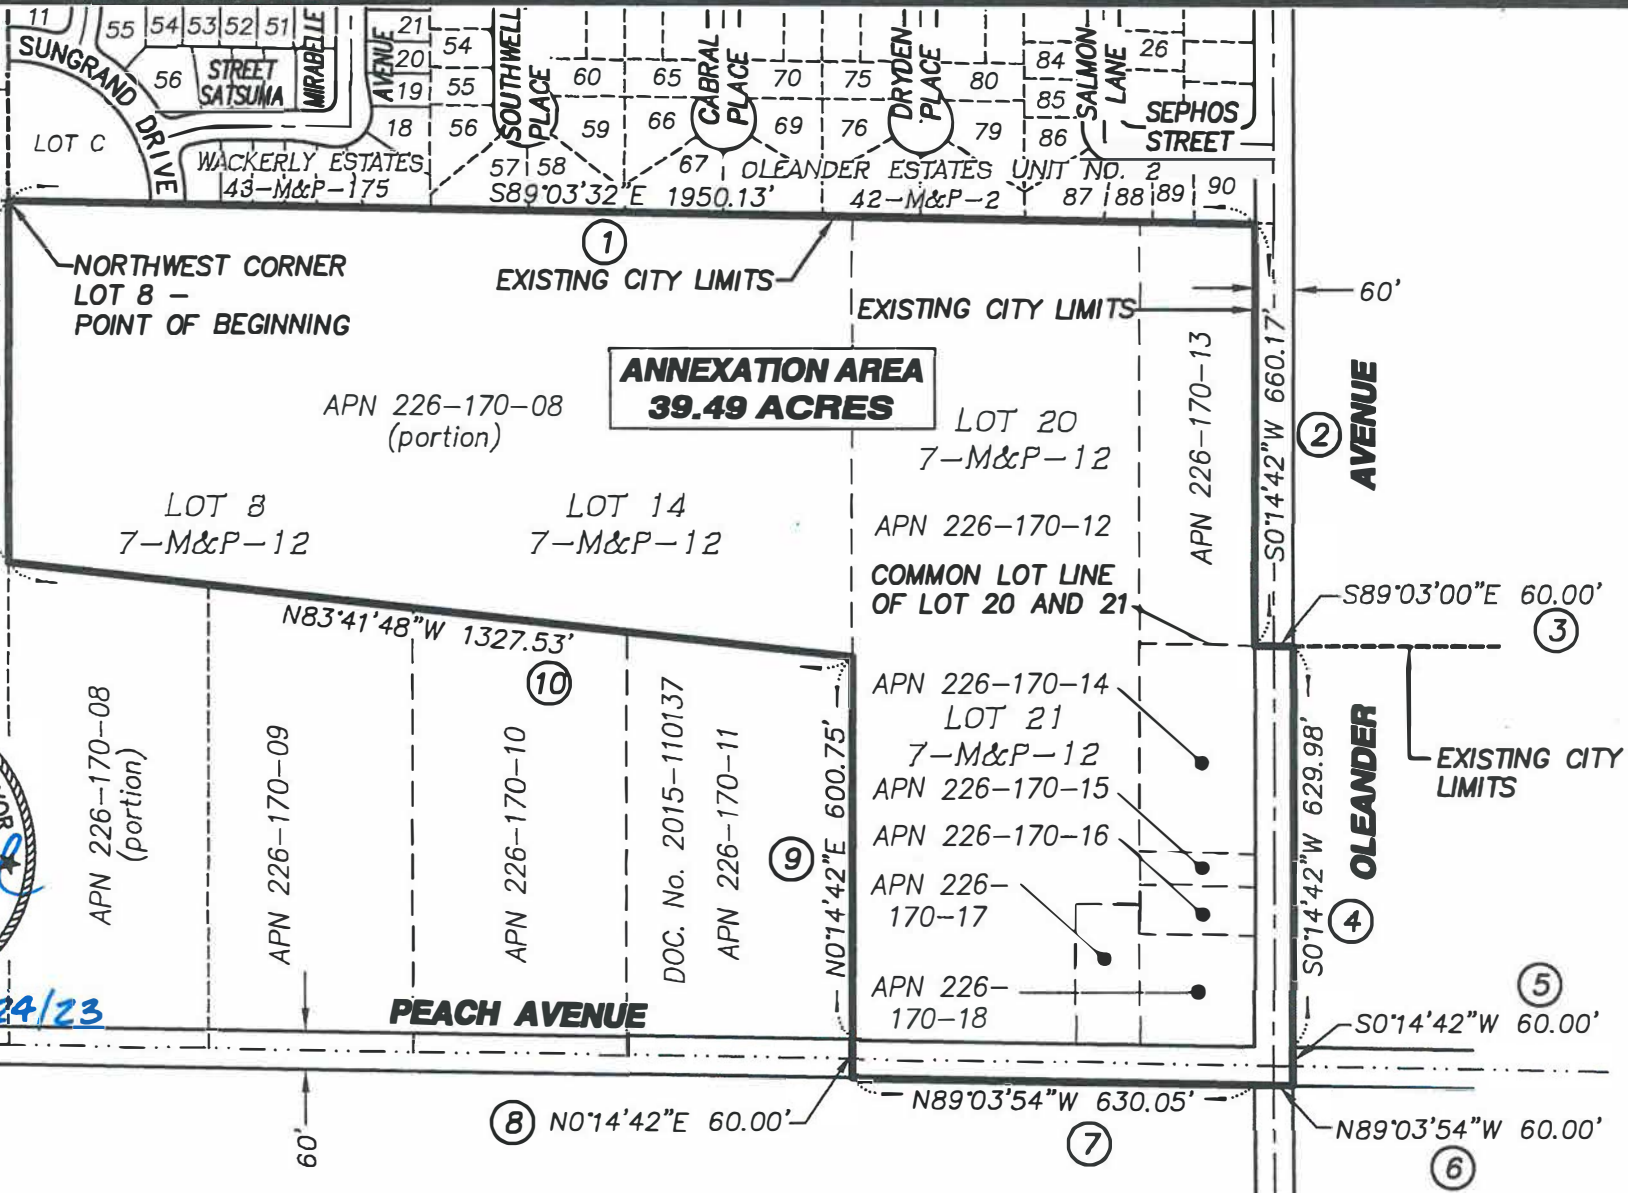 11
55
54
53
52
51
MIRABELLE
AVENUE
21
20
19
18
SUNGRAND DRIVE
56
STREET
SATSUMA
LOT C
54
55
56
SOUTHWELL
PLACE
57
58
59
60
65
66
67
CABRAL
PLACE
69
70
75
76
DRYDEN
PLACE
79
80
84
85
86
SALMON
LANE
26
SEPHOS
STREET
WACKERLY ESTATES
43-M&P-175
OLEANDER ESTATES UNIT NO. 2
42-M&P-2
87
88
89
90
S89°03'32"E 1950.13'
1
NORTHWEST CORNER
LOT 8 -
POINT OF BEGINNING
EXISTING CITY LIMITS
EXISTING CITY LIMITS
60'
ANNEXATION AREA
39.49 ACRES
APN 226-170-08
(portion)
LOT 20
7-M&P-12
APN 226-170-13
S0°14'42"W 660.17'
2
AVENUE
LOT 8
7-M&P-12
LOT 14
7-M&P-12
APN 226-170-12
COMMON LOT LINE
OF LOT 20 AND 21
S89°03'00"E 60.00'
3
N83°41'48"W 1327.53'
10
APN 226-170-08
(portion)
APN 226-170-09
APN 226-170-10
DOC. No. 2015-110137
APN 226-170-11
9
N0°14'42"E 600.75'
APN 226-170-14
LOT 21
7-M&P-12
APN 226-170-15
APN 226-170-16
APN 226-
170-17
APN 226-
170-18
S0°14'42"W 629.98'
4
OLEANDER
EXISTING CITY
LIMITS
24/23
PEACH AVENUE
5
S0°14'42"W 60.00'
60'
8
N0°14'42"E 60.00'
N89°03'54"W 630.05'
7
N89°03'54"W 60.00'
6